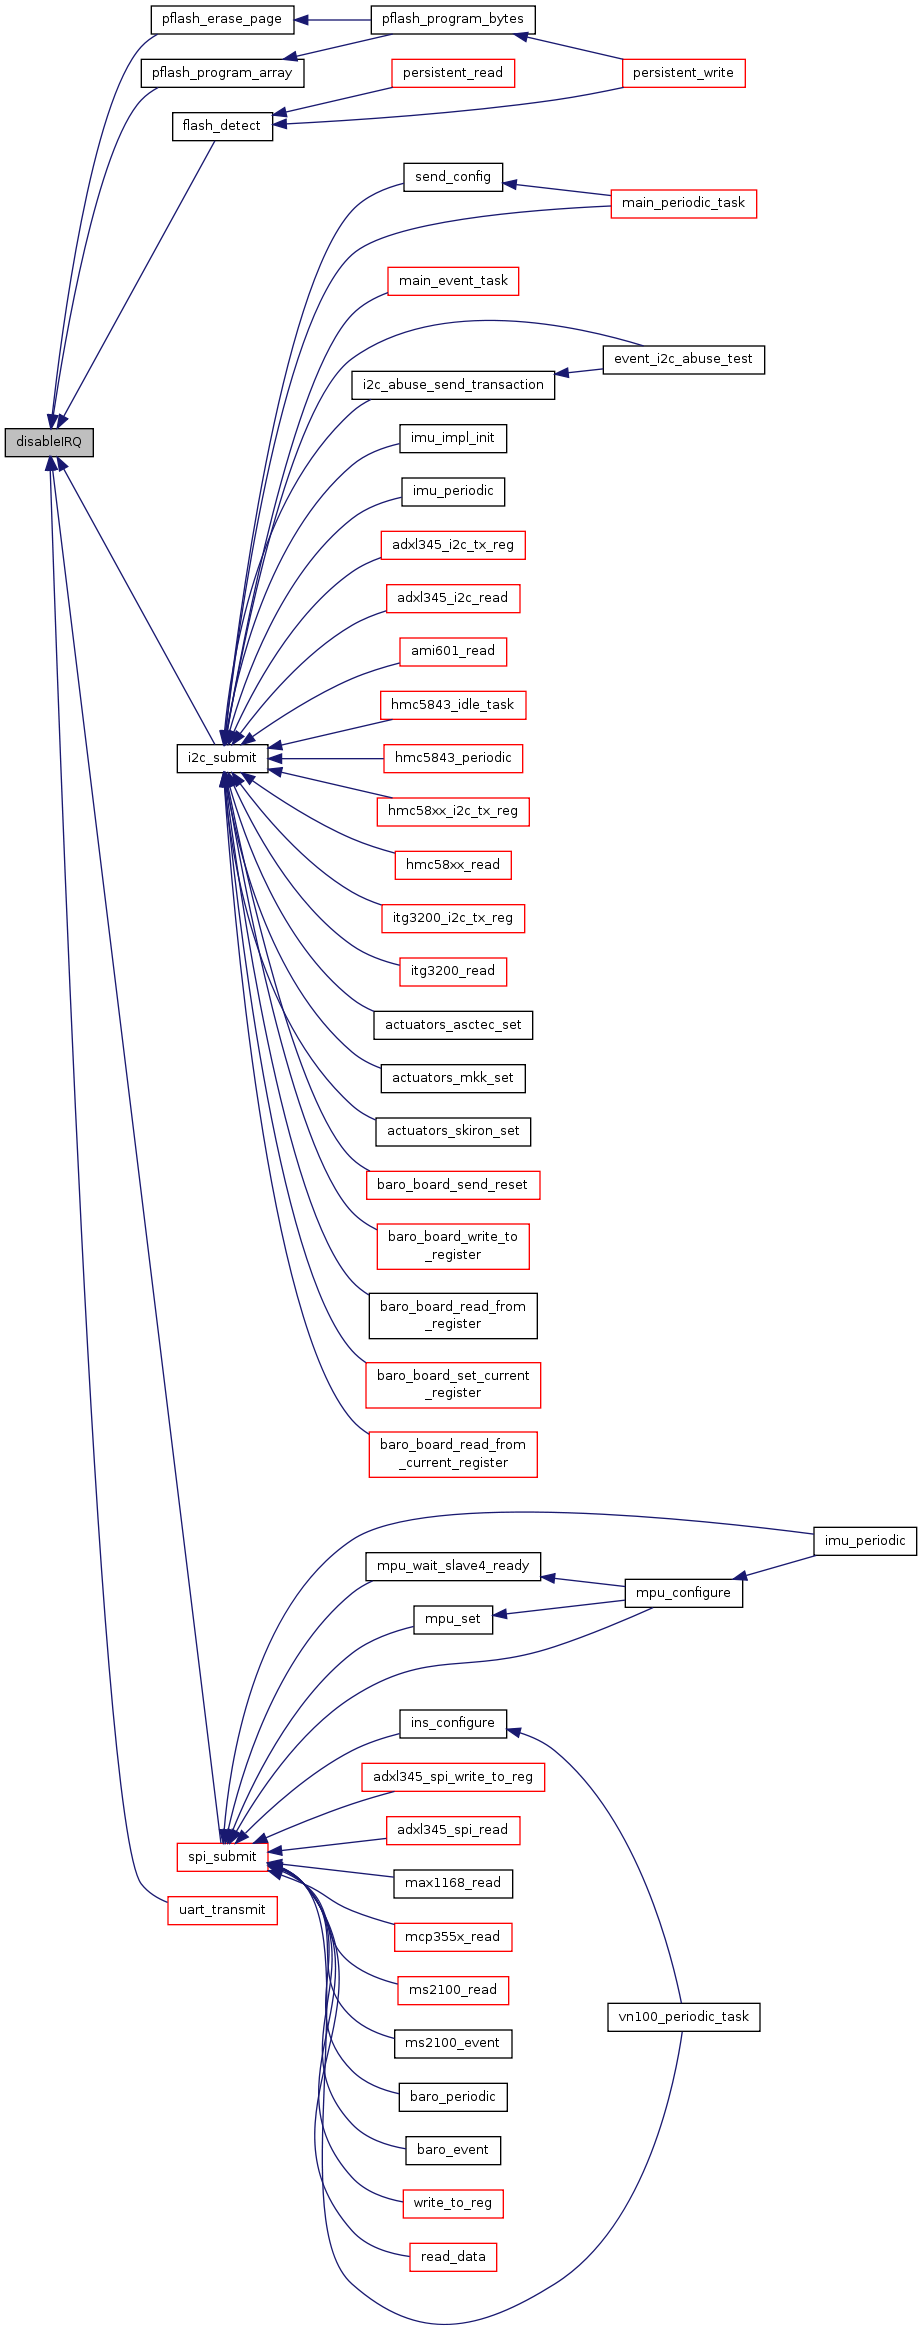 pflash_erase_page
pflash_program_bytes
pflash_program_array
persistent_read
persistent_write
flash_detect
send_config
main_periodic_task
main_event_task
event_i2c_abuse_test
i2c_abuse_send_transaction
imu_impl_init
disableIRQ
imu_periodic
adxl345_i2c_tx_reg
adxl345_i2c_read
ami601_read
hmc5843_idle_task
i2c_submit
hmc5843_periodic
hmc58xx_i2c_tx_reg
hmc58xx_read
itg3200_i2c_tx_reg
itg3200_read
actuators_asctec_set
actuators_mkk_set
actuators_skiron_set
baro_board_send_reset
baro_board_write_to
_register
baro_board_read_from
_register
baro_board_set_current
_register
baro_board_read_from
_current_register
imu_periodic
mpu_wait_slave4_ready
mpu_configure
mpu_set
ins_configure
adxl345_spi_write_to_reg
adxl345_spi_read
spi_submit
max1168_read
uart_transmit
mcp355x_read
ms2100_read
vn100_periodic_task
ms2100_event
baro_periodic
baro_event
write_to_reg
read_data